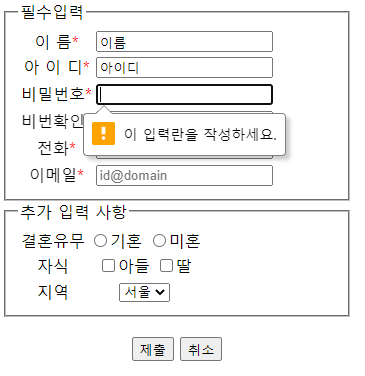 필수입력
이 름* 이름
아 이 디* 아이디
비밀번호*
비번확인
이 입력란을 작성하세요.
전화*
이메일* id@domain
추가 입력 사항
결혼유무 기혼 미혼
자식 아들 딸
지역 서울
제출 취소